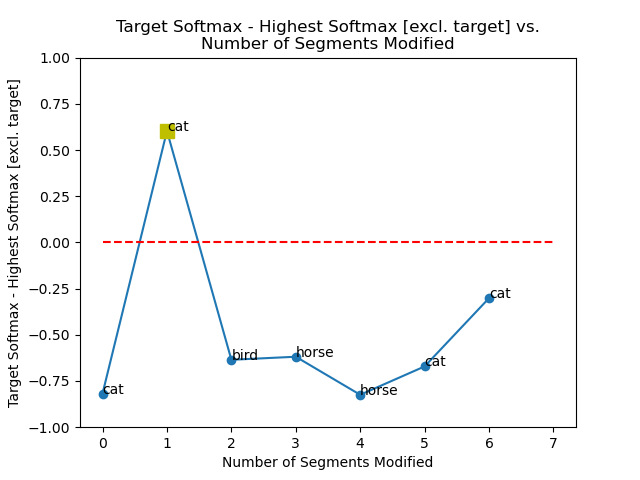 Target Softmax - Highest Softmax [excl. target] vs.
Number of Segments Modified
Target Softmax - Highest Softmax [excl. target]
1.00
0.75
0.50
0.25
0.00
−0.25
−0.50
−0.75
−1.00
cat
cat
bird
horse
horse
cat
cat
0 1 2 3 4 5 6 7
Number of Segments Modified